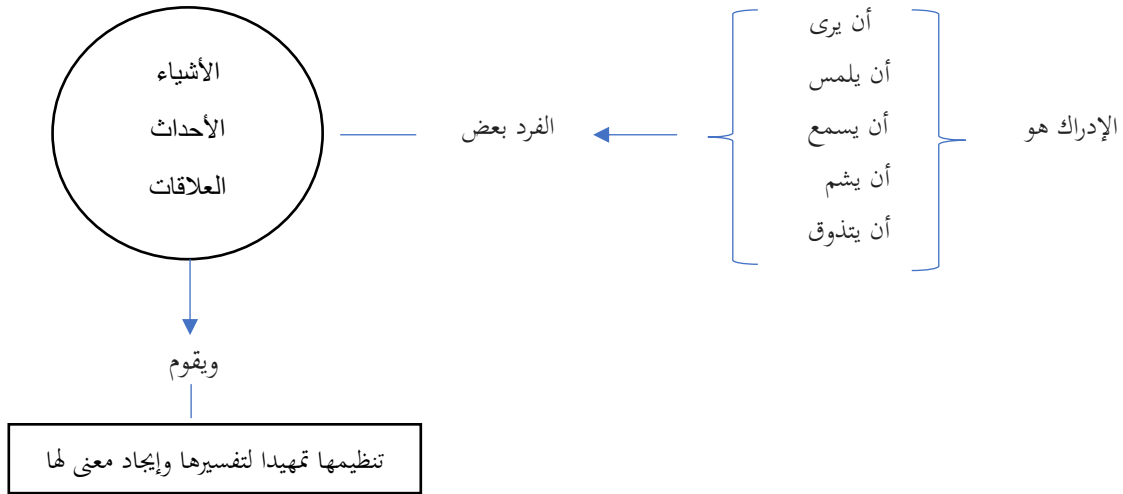 الإدراك هو
أن يرى
أن يلمس
أن يسمع
أن يشم
أن يتذوق
الفرد بعض
الأشياء
الأحداث
العلاقات
ويقوم
تنظيمها تمهيدا لتفسيرها وإيجاد معنى لها